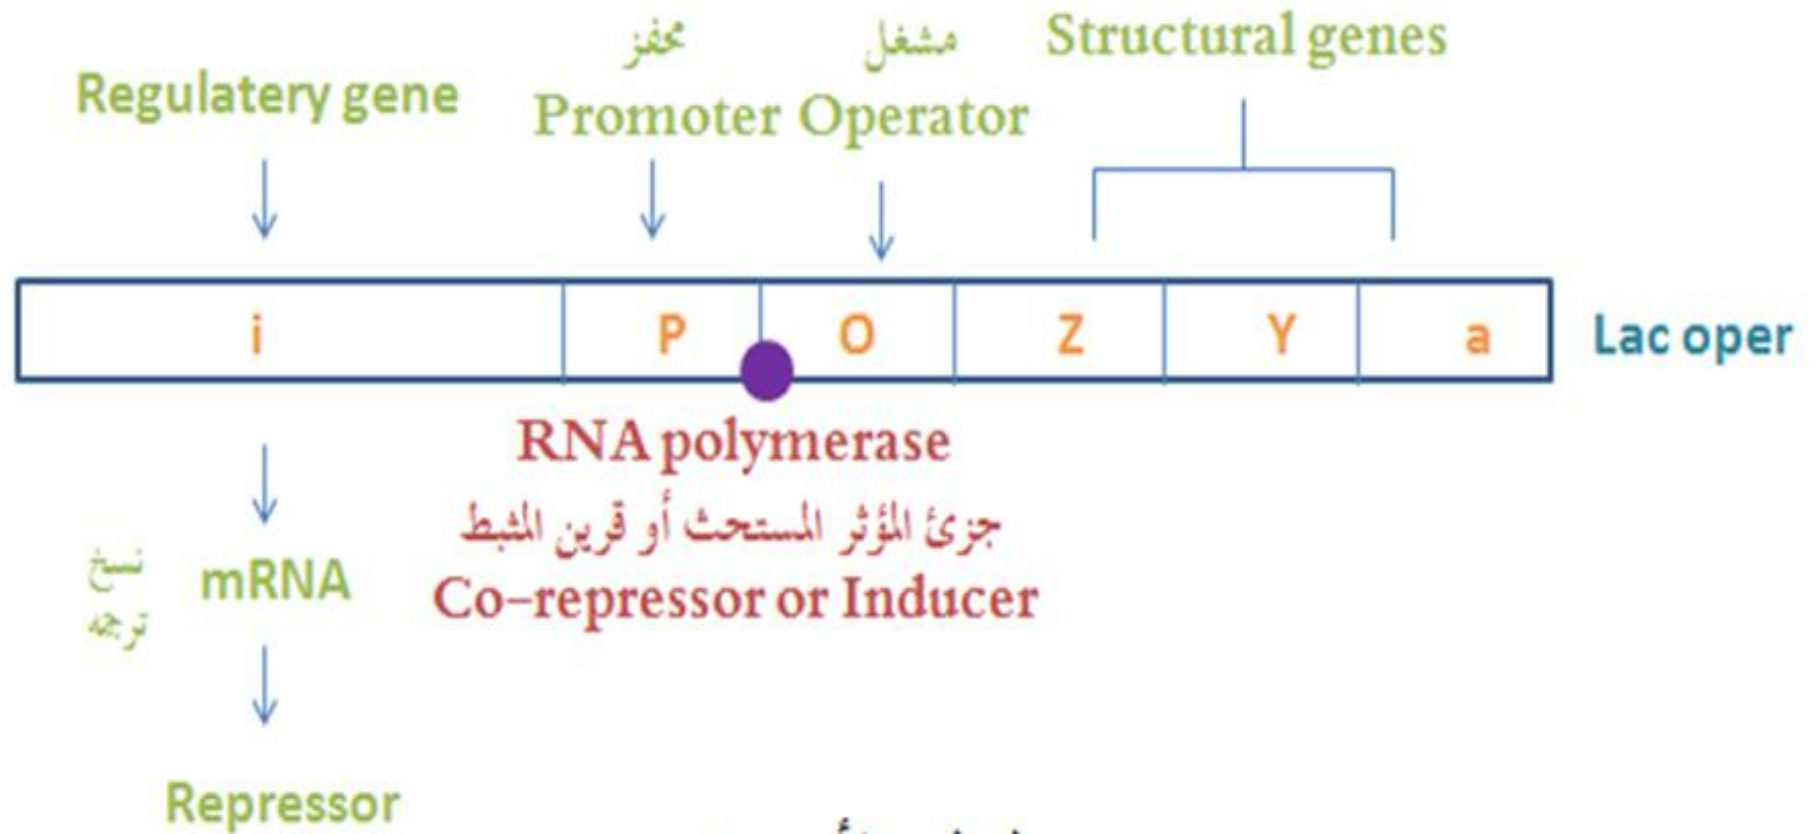 محفز
مشغل
Structural genes
Regulatery gene
Promoter Operator
i P O Z Y a
Lac oper
RNA polymerase
جزئ المؤثر المستحث أو قرين المثبط
Co-repressor or Inducer
نسخ
mRNA
ترجمه
Repressor